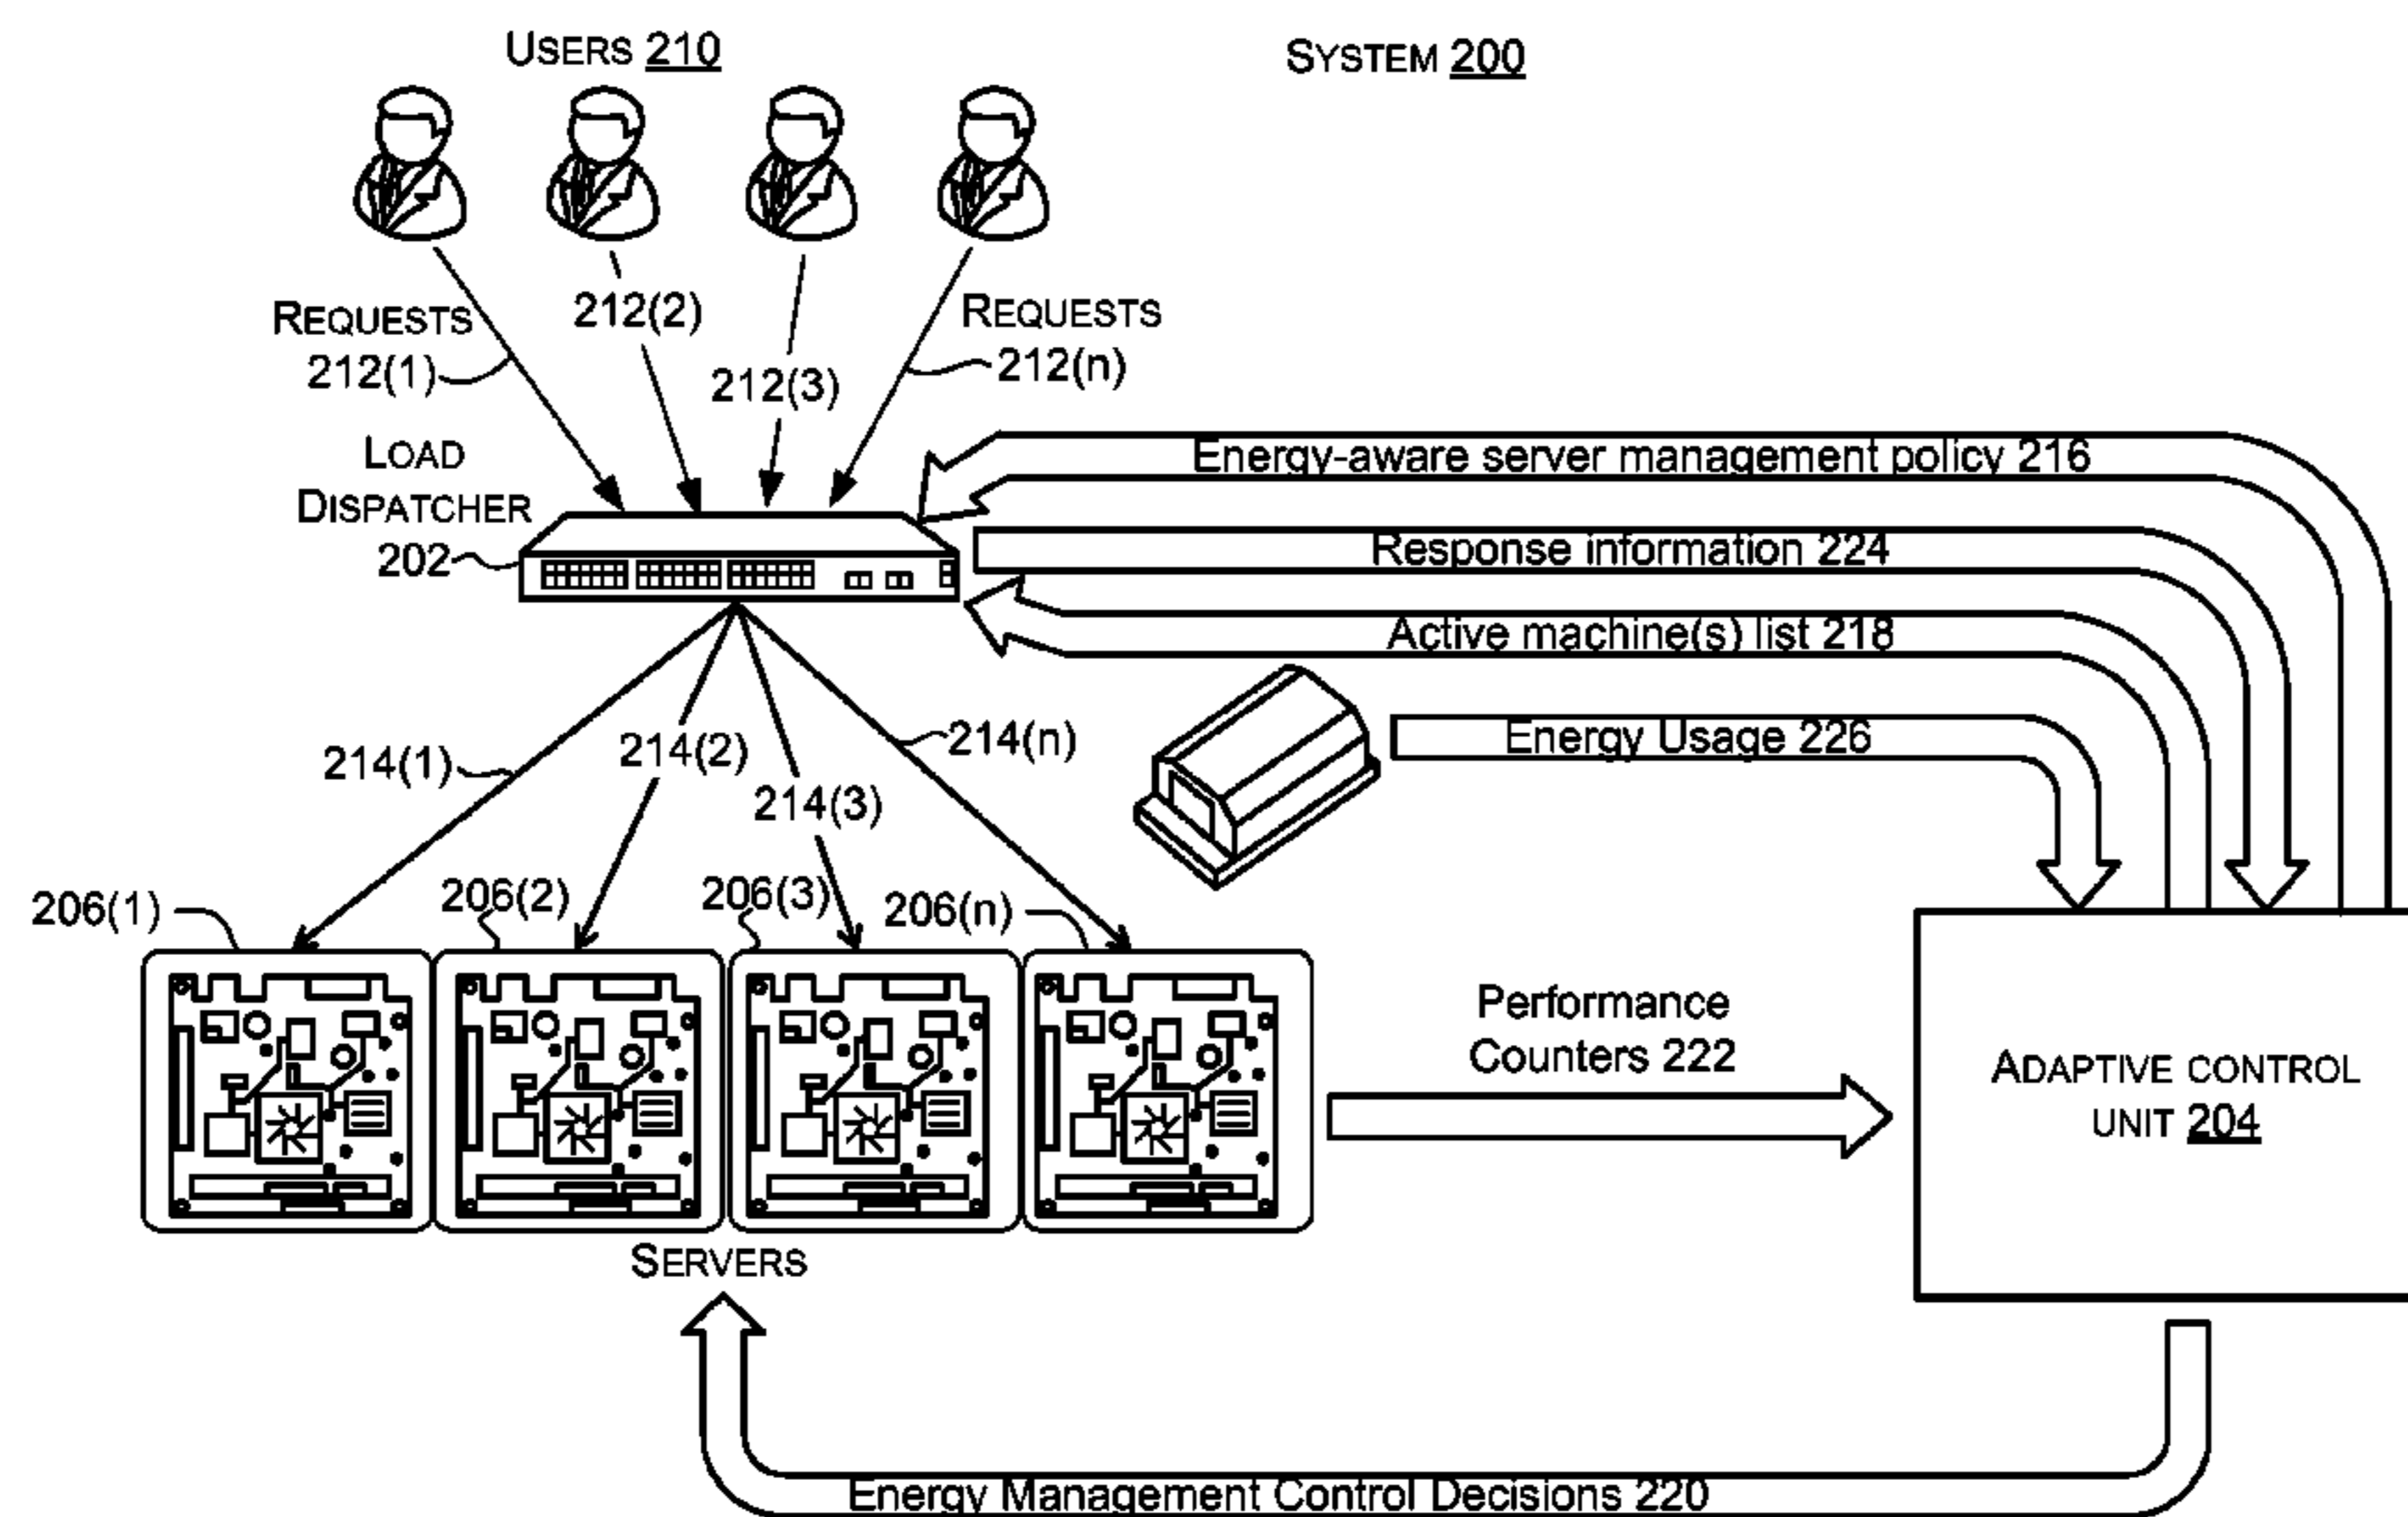 USERS 210
SYSTEM 200
REQUESTS
212(1)
212(2)
212(3)
REQUESTS
212(n)
LOAD
DISPATCHER
202
Energy-aware server management policy 216
Response information 224
Active machine(s) list 218
Energy Usage 226
214(1)
214(2)
214(3)
214(n)
206(1)
206(2)
206(3)
206(n)
Performance
Counters 222
ADAPTIVE CONTROL
UNIT 204
SERVERS
Energy Management Control Decisions 220